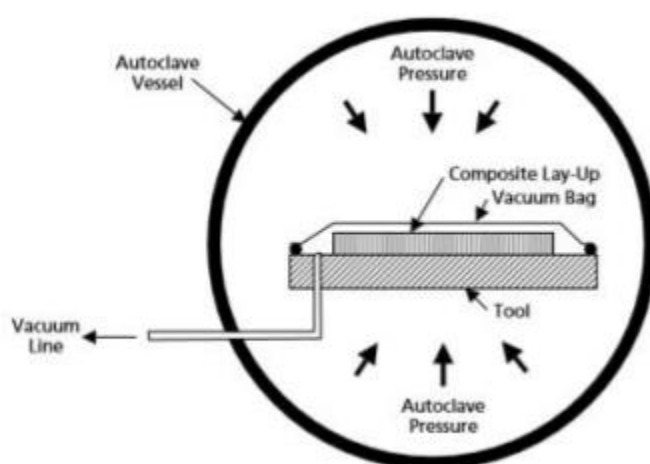 Autoclave
Vessel
Autoclave
Pressure
Composite Lay-Up
Vacuum Bag
Tool
Vacuum
Line
Autoclave
Pressure